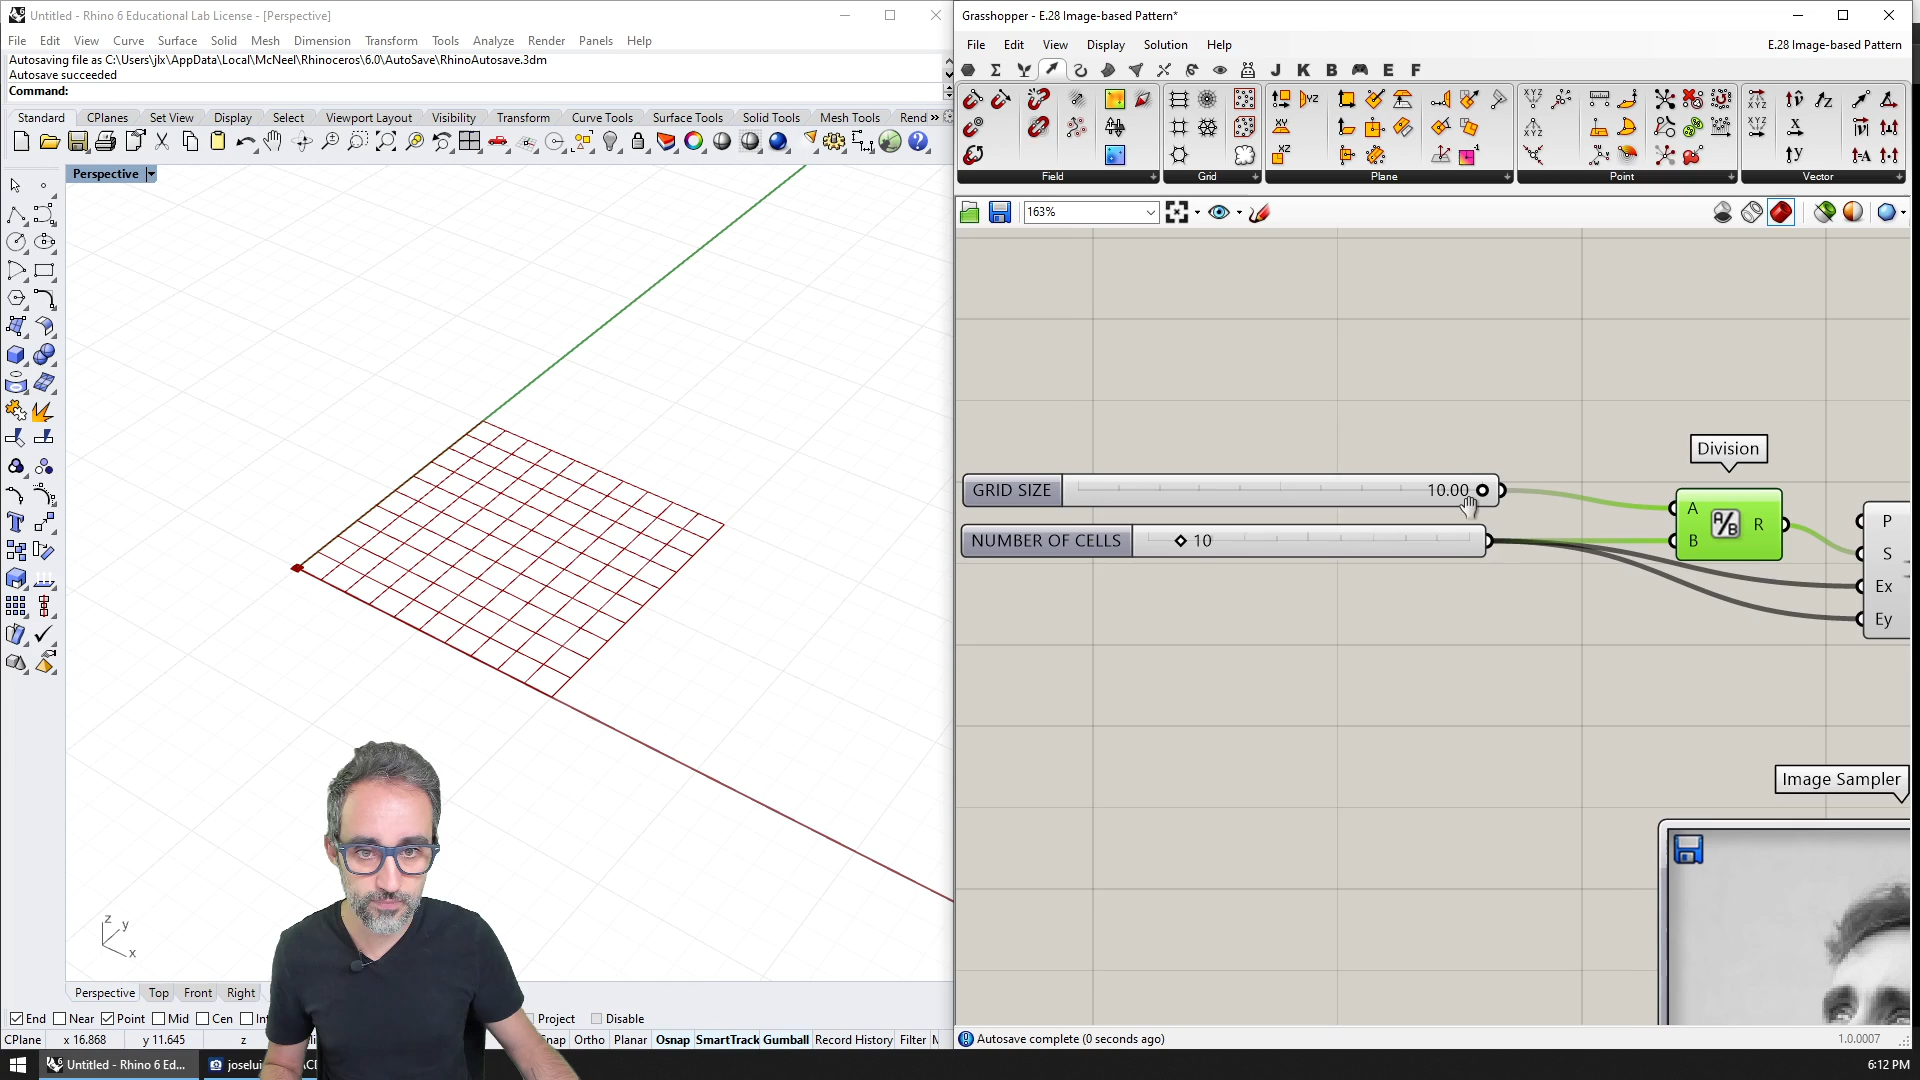 Untitled - Rhino 6 Educational Lab License - [Perspective]
File Edit View Curve Surface Solid Mesh Dimension Transform Tools Analyze Render Panels Help
Autosaving file as C:\Users\jlx\AppData\Local\McNeel\Rhinoceros\6.0\AutoSave\RhinoAutosave.3dm
Autosave succeeded
Command:
Standard CPlanes Set View Display Select Viewport Layout Visibility Transform Curve Tools Surface Tools Solid Tools Mesh Tools Rend »
Perspective
z
y
x
Perspective Top Front Right
End Near Point Mid Cen Project Disable
CPlane x 16.868 y 11.645 z Ortho Planar Osnap SmartTrack Gumball Record History Filter
Untitled - Rhino 6 Ed...
Grasshopper - E.28 Image-based Pattern*
File Edit View Display Solution Help
E.28 Image-based Pattern
J K B E F
Field Grid Plane Point Vector
163%
Division
GRID SIZE 10.00
A
B
R
NUMBER OF CELLS 10
P
S
Ex
Ey
Image Sampler
Autosave complete (0 seconds ago)
1.0.0007
6:12 PM